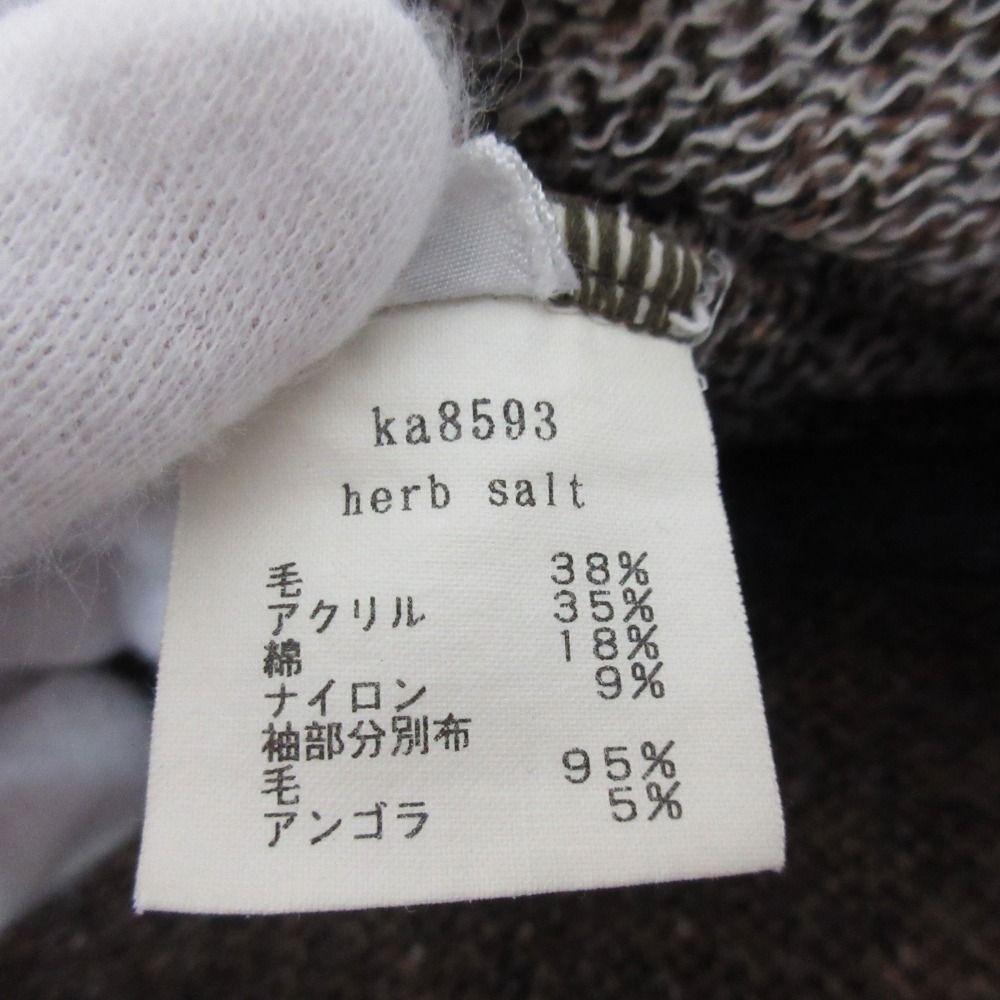 ka8593
herb salt
毛 38%
アクリル 35%
綿 18%
ナイロン 9%
袖部分別布
毛 95%
アンゴラ 5%